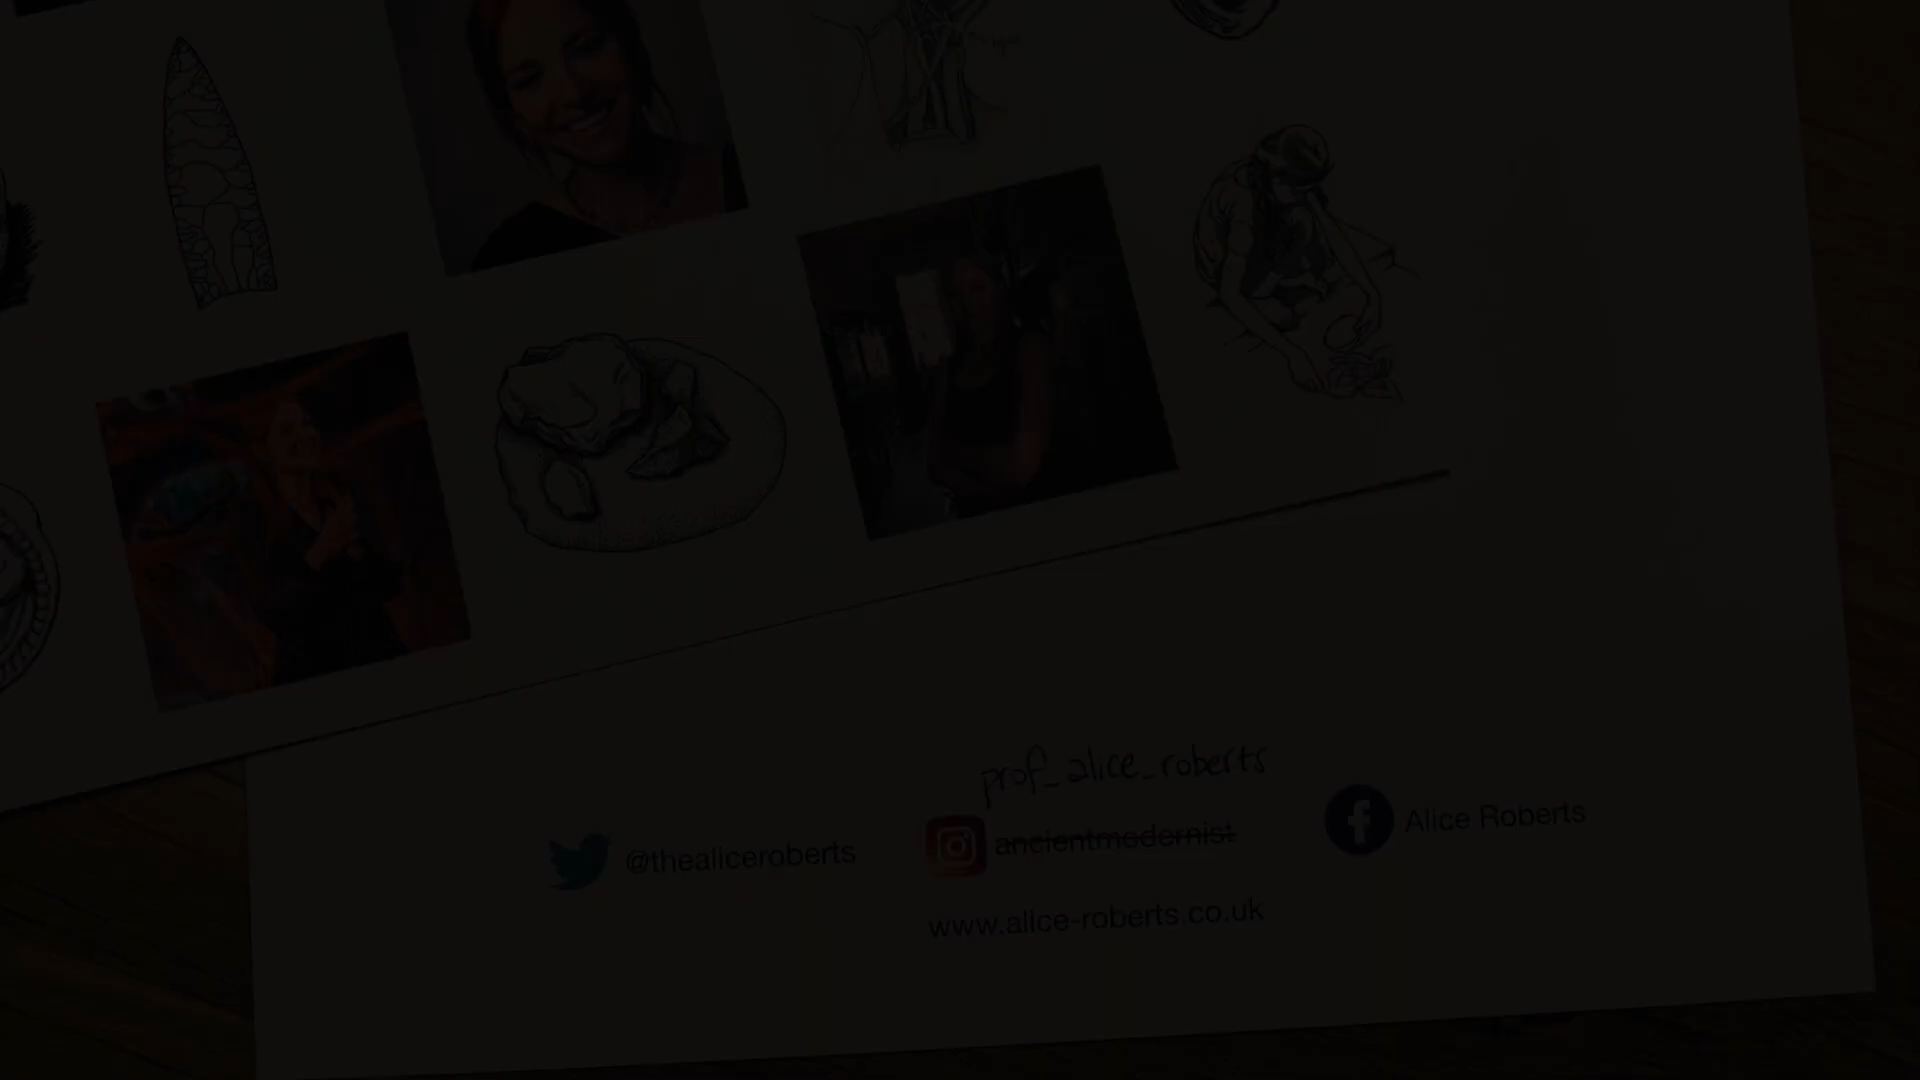 prof_alice_roberts
@thealiceroberts
ancientmodernist
Alice Roberts
www.alice-roberts.co.uk